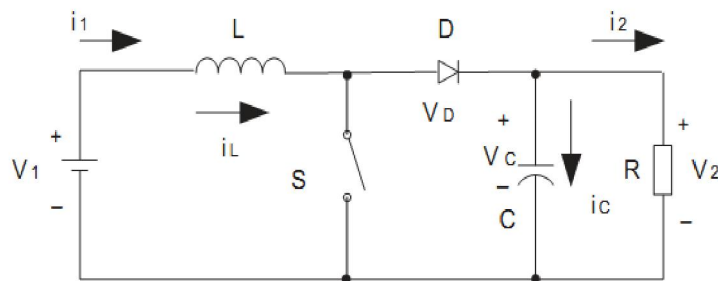 i1 L D i2
+ iL VD + +
V1 S VC R V2
− − C iC −